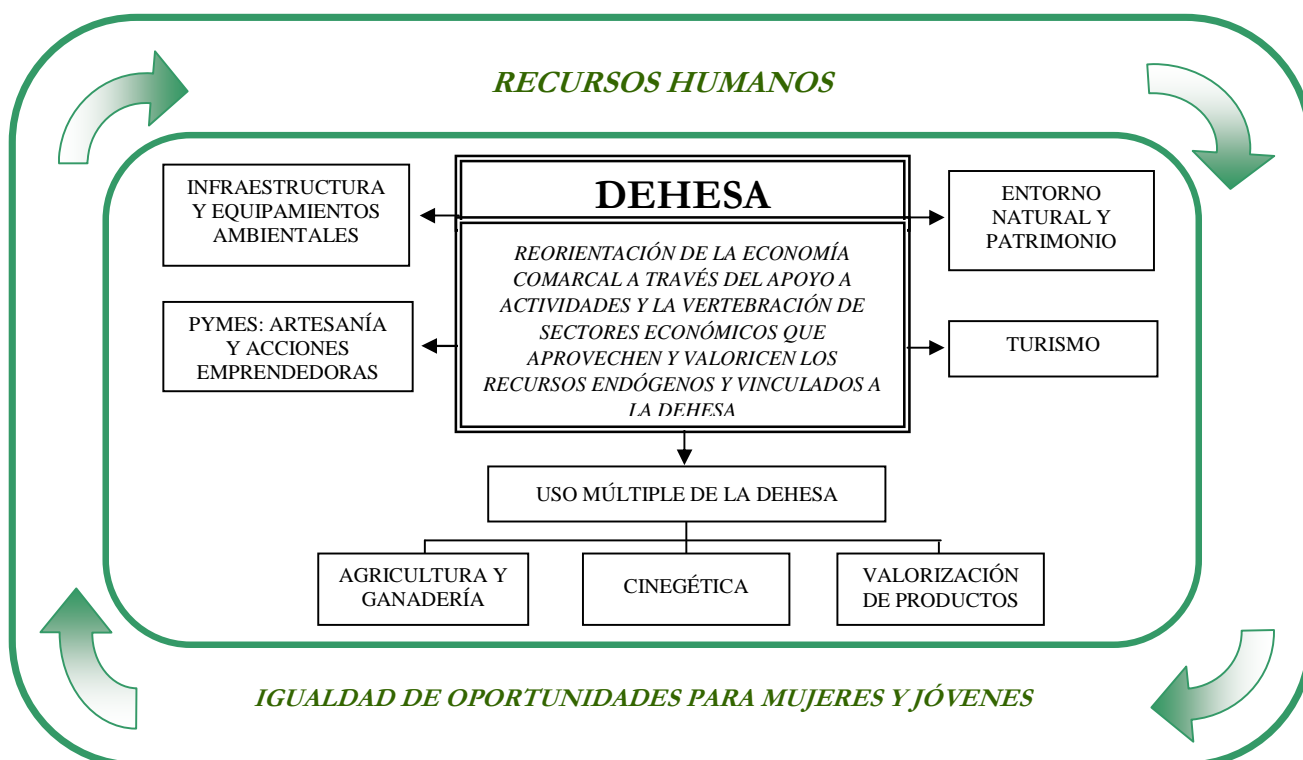 RECURSOS HUMANOS
INFRAESTRUCTURA
Y EQUIPAMIENTOS
AMBIENTALES
DEHESA
ENTORNO
NATURAL Y
PATRIMONIO
REORIENTACIÓN DE LA ECONOMÍA
COMARCAL A TRAVÉS DEL APOYO A
ACTIVIDADES Y LA VERTEBRACIÓN DE
SECTORES ECONÓMICOS QUE
APROVECHEN Y VALORICEN LOS
RECURSOS ENDÓGENOS Y VINCULADOS A
LA DEHESA
PYMES: ARTESANÍA
Y ACCIONES
EMPRENDEDORAS
TURISMO
USO MÚLTIPLE DE LA DEHESA
AGRICULTURA Y
GANADERÍA
CINEGÉTICA
VALORIZACIÓN
DE PRODUCTOS
IGUALDAD DE OPORTUNIDADES PARA MUJERES Y JÓVENES